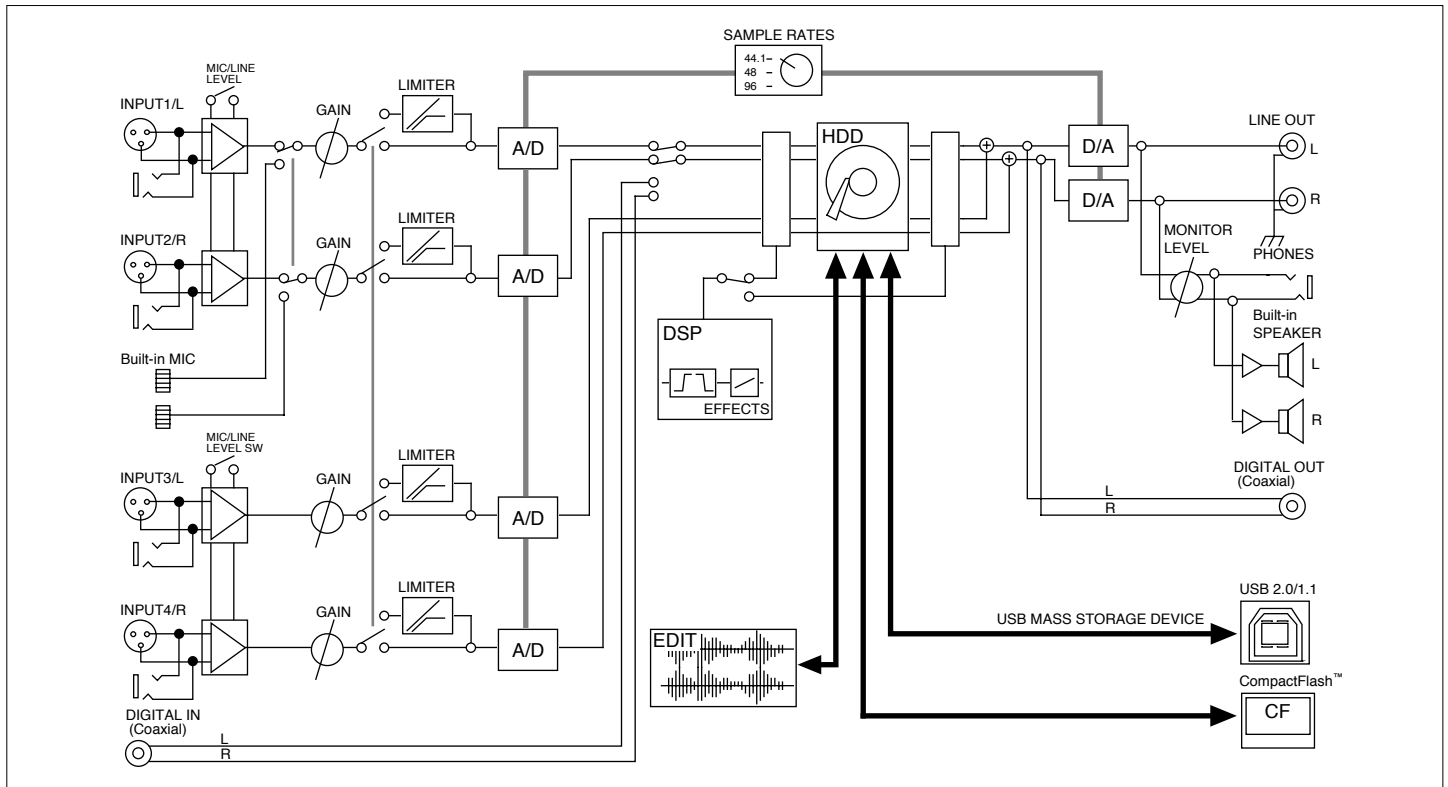 SAMPLE RATES
44.1–
48 –
96 –
MIC/LINE
LEVEL
INPUT1/L
GAIN
LIMITER
A/D
HDD
D/A
LINE OUT
L
D/A
R
INPUT2/R
GAIN
LIMITER
A/D
MONITOR
LEVEL
PHONES
DSP
EFFECTS
Built-in
SPEAKER
L
R
Built-in MIC
MIC/LINE
LEVEL SW
INPUT3/L
GAIN
LIMITER
A/D
DIGITAL OUT
(Coaxial)
L
R
INPUT4/R
GAIN
LIMITER
A/D
EDIT
USB MASS STORAGE DEVICE
USB 2.0/1.1
CompactFlash™
CF
DIGITAL IN
(Coaxial)
L
R